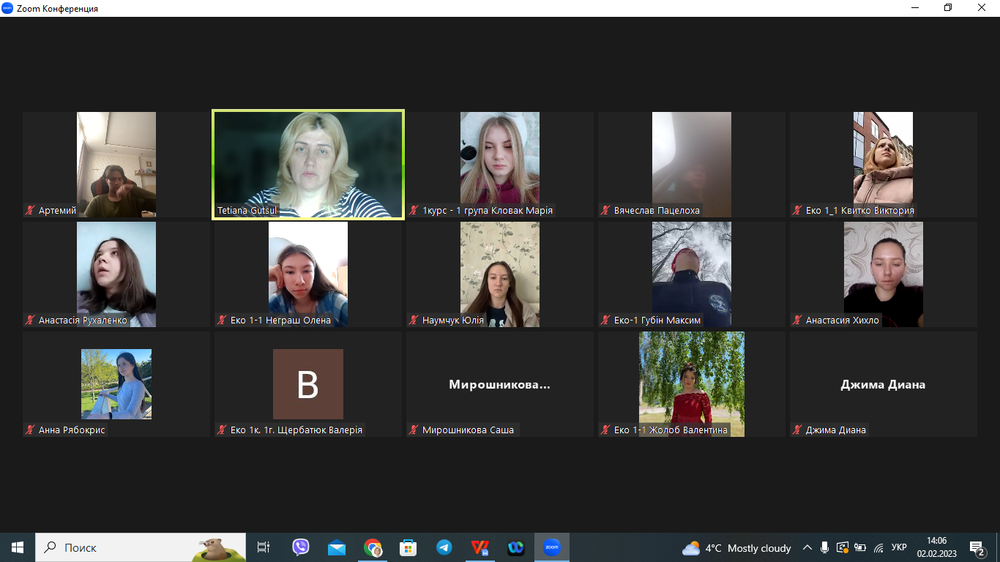 Zoom Конференция
Артемий
Tetiana Gutsul
1курс - 1 група Кловак Марія
Вячеслав Пацелоха
Еко 1_1 Квитко Виктория
Анастасія Рухаленко
Еко 1-1 Неграш Олена
Наумчук Юлія
Еко-1 Губін Максим
Анастасия Хихло
Анна Рябокрис
В
Еко 1к. 1г. Щербатюк Валерія
Мирошникова...
Мирошникова Саша
Еко 1-1 Жолоб Валентина
Джима Диана
Джима Диана
Поиск
zoom
4°C Mostly cloudy
УКР
14:06
02.02.2023
2